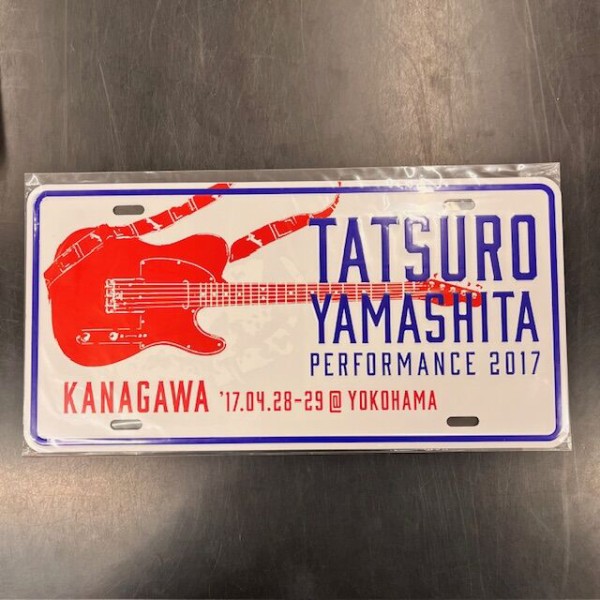 TATSURO
YAMASHITA
PERFORMANCE 2017
KANAGAWA '17.04.28-29 @ YOKOHAMA